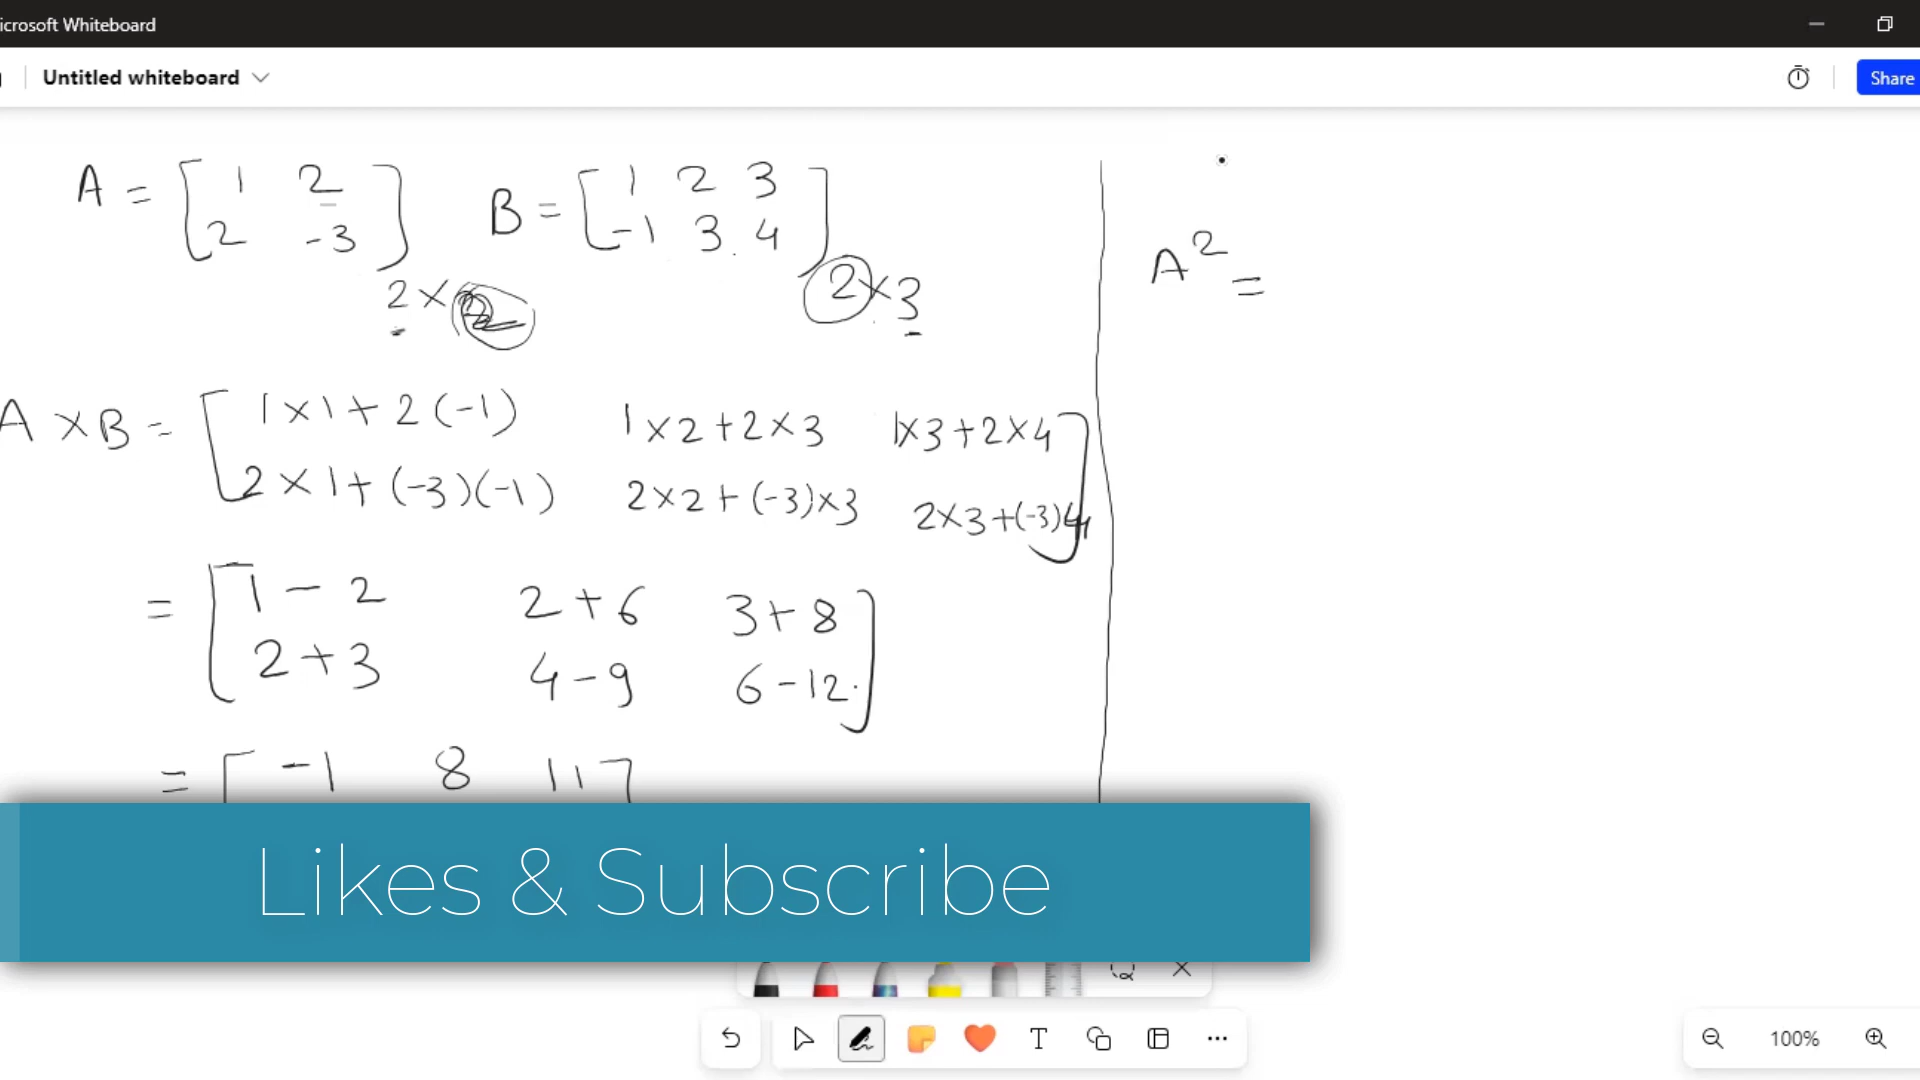 icrosoft Whiteboard
Untitled whiteboard
Share
A = [ 1 2
2 -3 ]
2 × 2
B = [ 1 2 3
-1 3 4 ]
2 × 3
A × B = [ 1 × 1 + 2 (-1) 1 × 2 + 2 × 3 1 × 3 + 2 × 4
2 × 1 + (-3)(-1) 2 × 2 + (-3) × 3 2 × 3 + (-3) 4 ]
= [ 1 - 2 2 + 6 3 + 8
2 + 3 4 - 9 6 - 12 ]
= [ -1 8 11 ]
A² =
Likes & Subscribe
100%